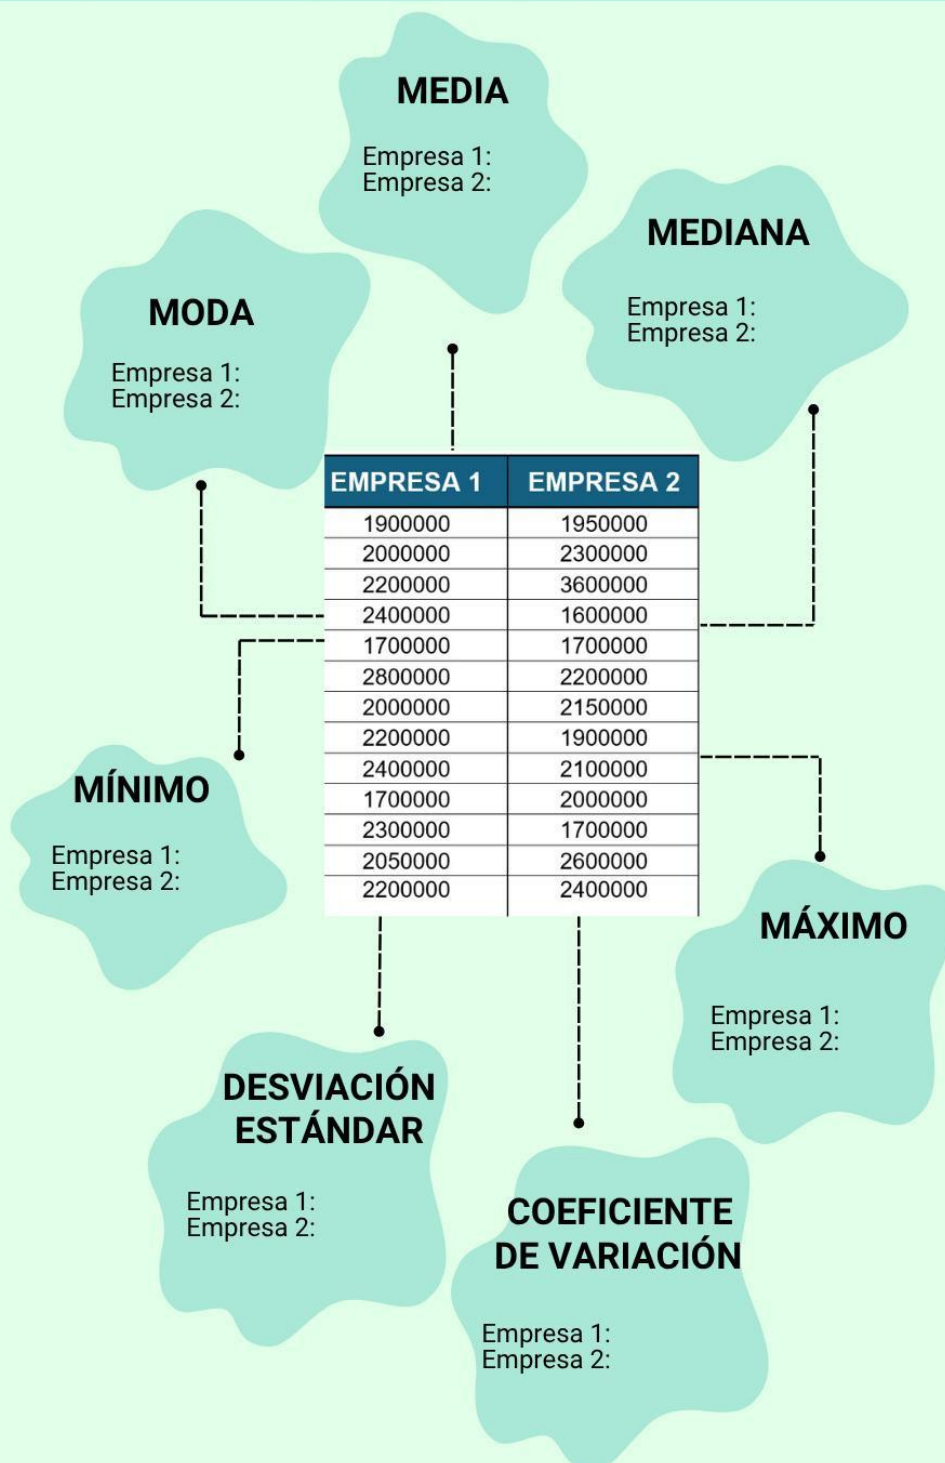 MEDIA
Empresa 1:
Empresa 2:
MEDIANA
Empresa 1:
Empresa 2:
MODA
Empresa 1:
Empresa 2:
EMPRESA 1 EMPRESA 2
1900000 1950000
2000000 2300000
2200000 3600000
2400000 1600000
1700000 1700000
2800000 2200000
2000000 2150000
2200000 1900000
2400000 2100000
1700000 2000000
2300000 1700000
2050000 2600000
2200000 2400000
MÍNIMO
Empresa 1:
Empresa 2:
MÁXIMO
Empresa 1:
Empresa 2:
DESVIACIÓN
ESTÁNDAR
Empresa 1:
Empresa 2:
COEFICIENTE
DE VARIACIÓN
Empresa 1:
Empresa 2: